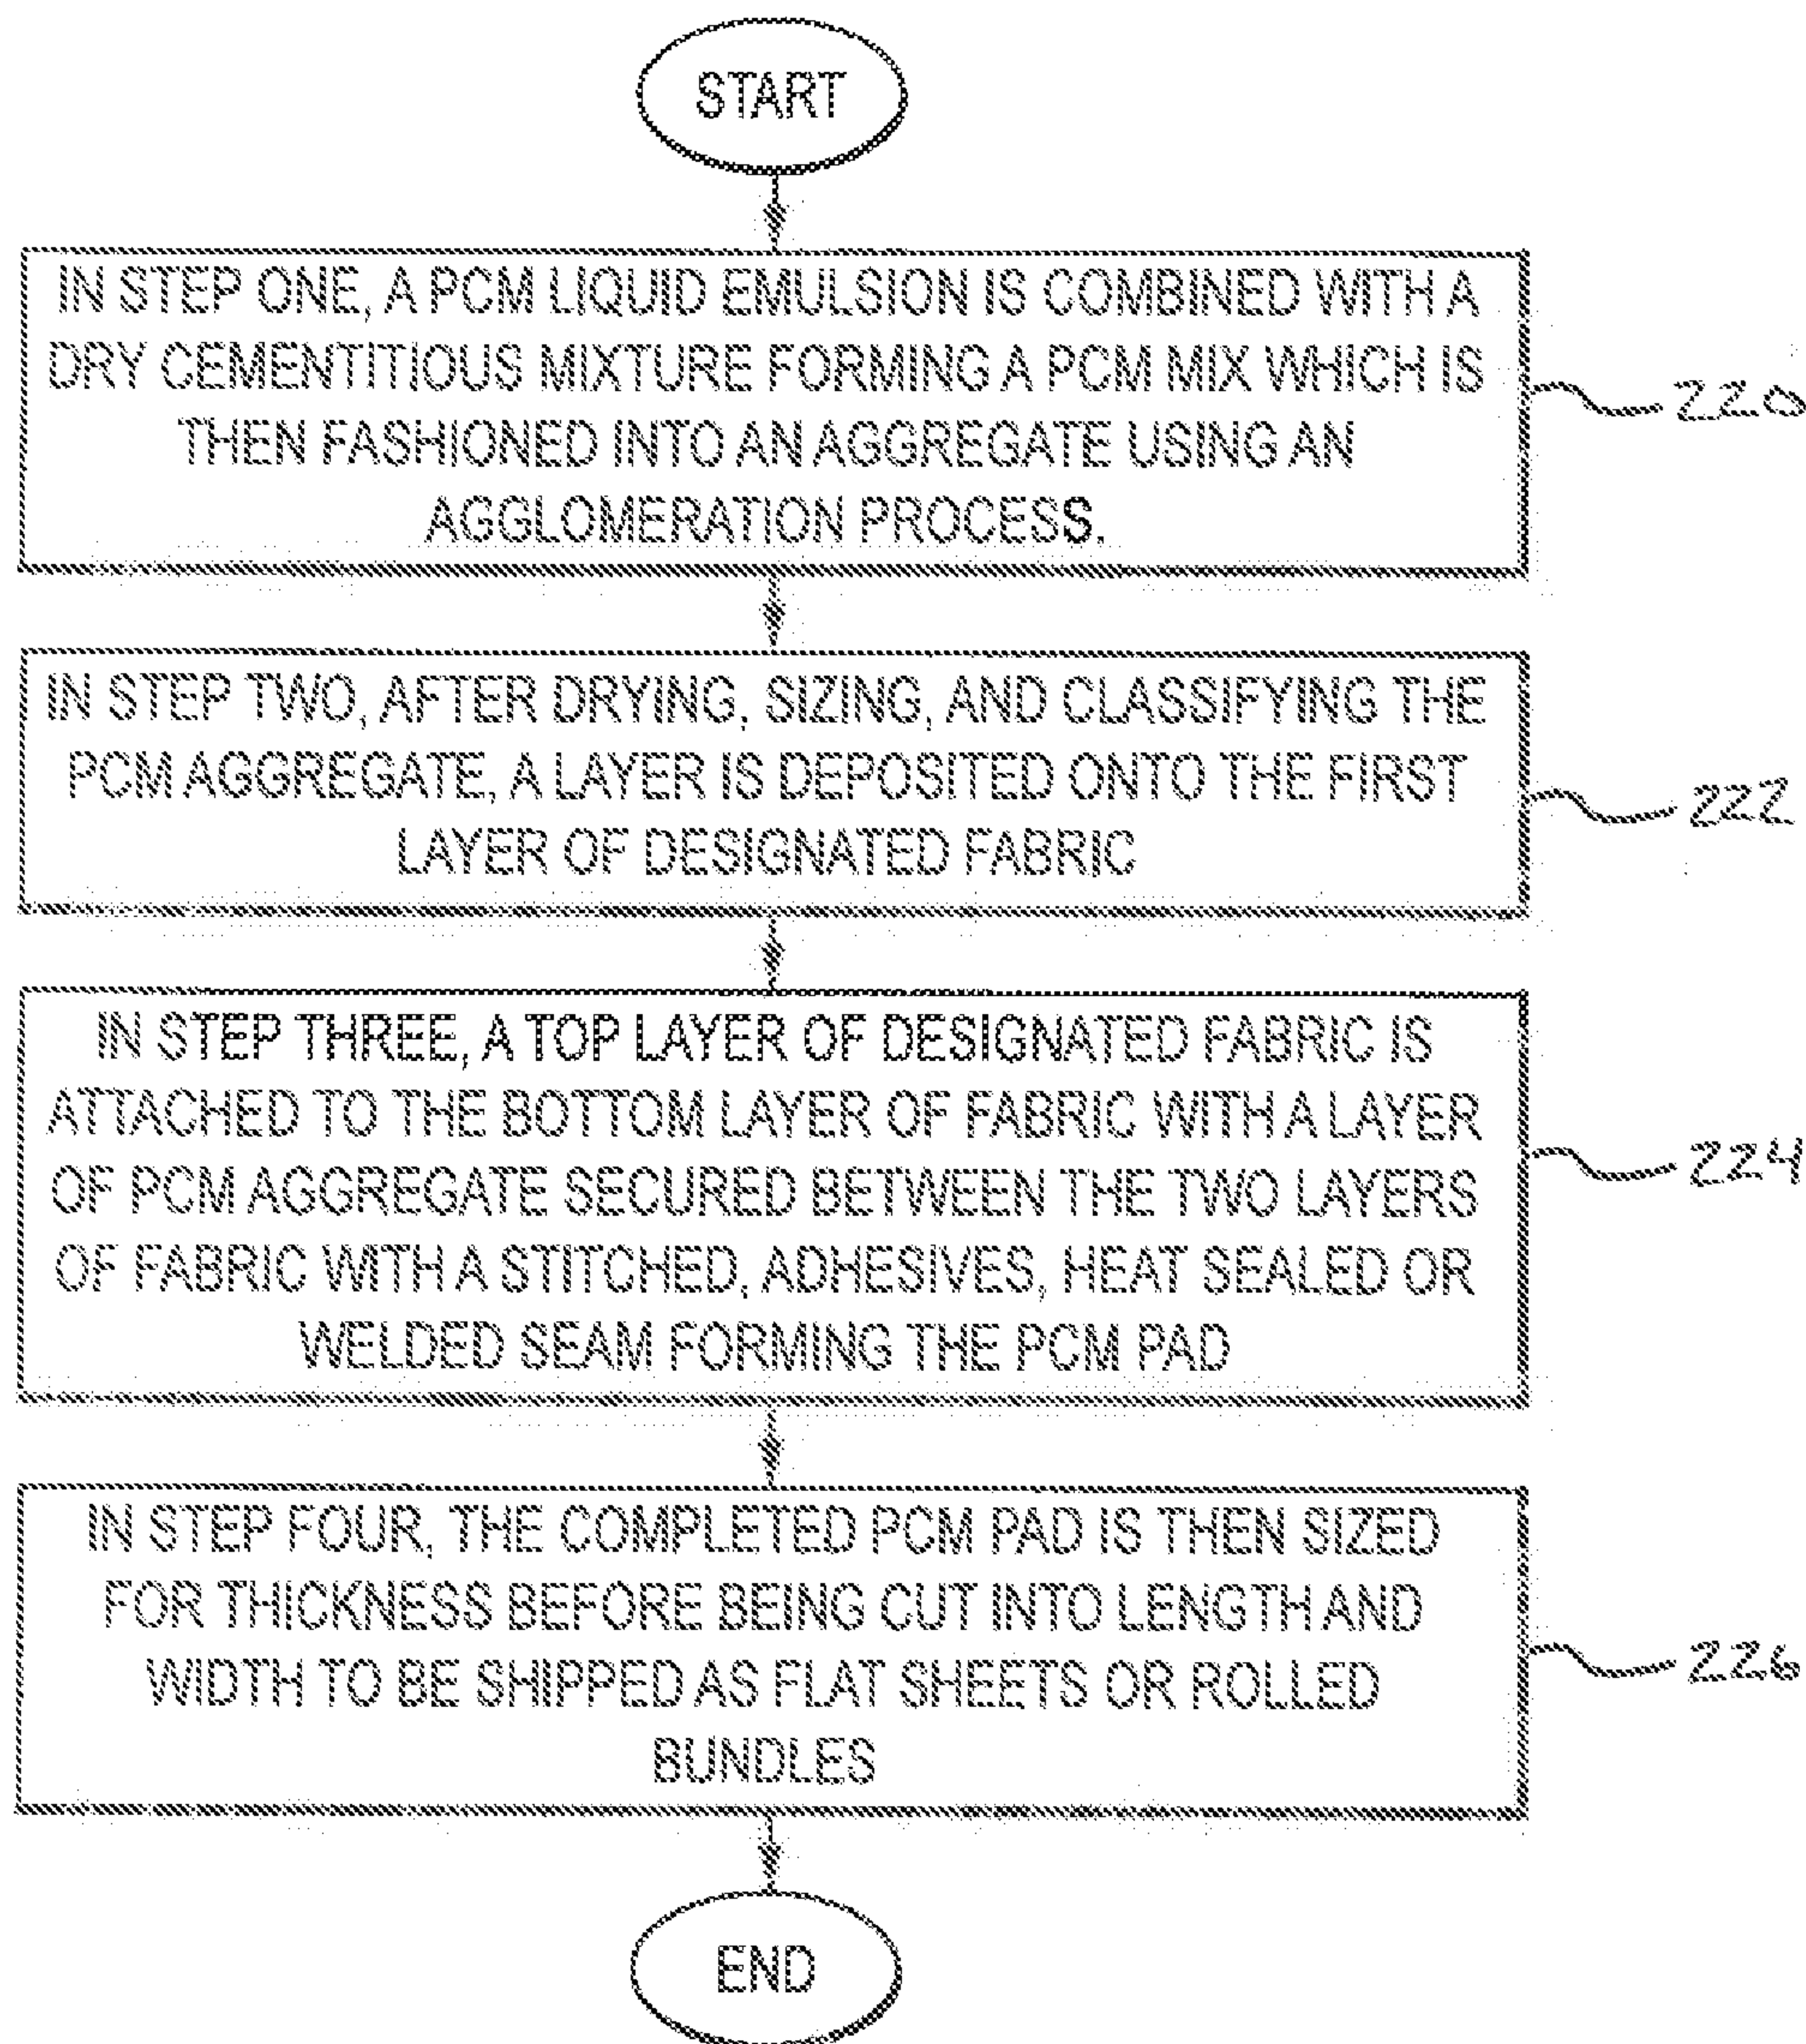 START
IN STEP ONE, A PCM LIQUID EMULSION IS COMBINED WITH A
DRY CEMENTITIOUS MIXTURE FORMING A PCM MIX WHICH IS
THEN FASHIONED INTO AN AGGREGATE USING AN
AGGLOMERATION PROCESS.
220
IN STEP TWO, AFTER DRYING, SIZING, AND CLASSIFYING THE
PCM AGGREGATE, A LAYER IS DEPOSITED ONTO THE FIRST
LAYER OF DESIGNATED FABRIC
222
IN STEP THREE, A TOP LAYER OF DESIGNATED FABRIC IS
ATTACHED TO THE BOTTOM LAYER OF FABRIC WITH A LAYER
OF PCM AGGREGATE SECURED BETWEEN THE TWO LAYERS
OF FABRIC WITH A STITCHED, ADHESIVES, HEAT SEALED OR
WELDED SEAM FORMING THE PCM PAD
224
IN STEP FOUR, THE COMPLETED PCM PAD IS THEN SIZED
FOR THICKNESS BEFORE BEING CUT INTO LENGTH AND
WIDTH TO BE SHIPPED AS FLAT SHEETS OR ROLLED
BUNDLES
226
END